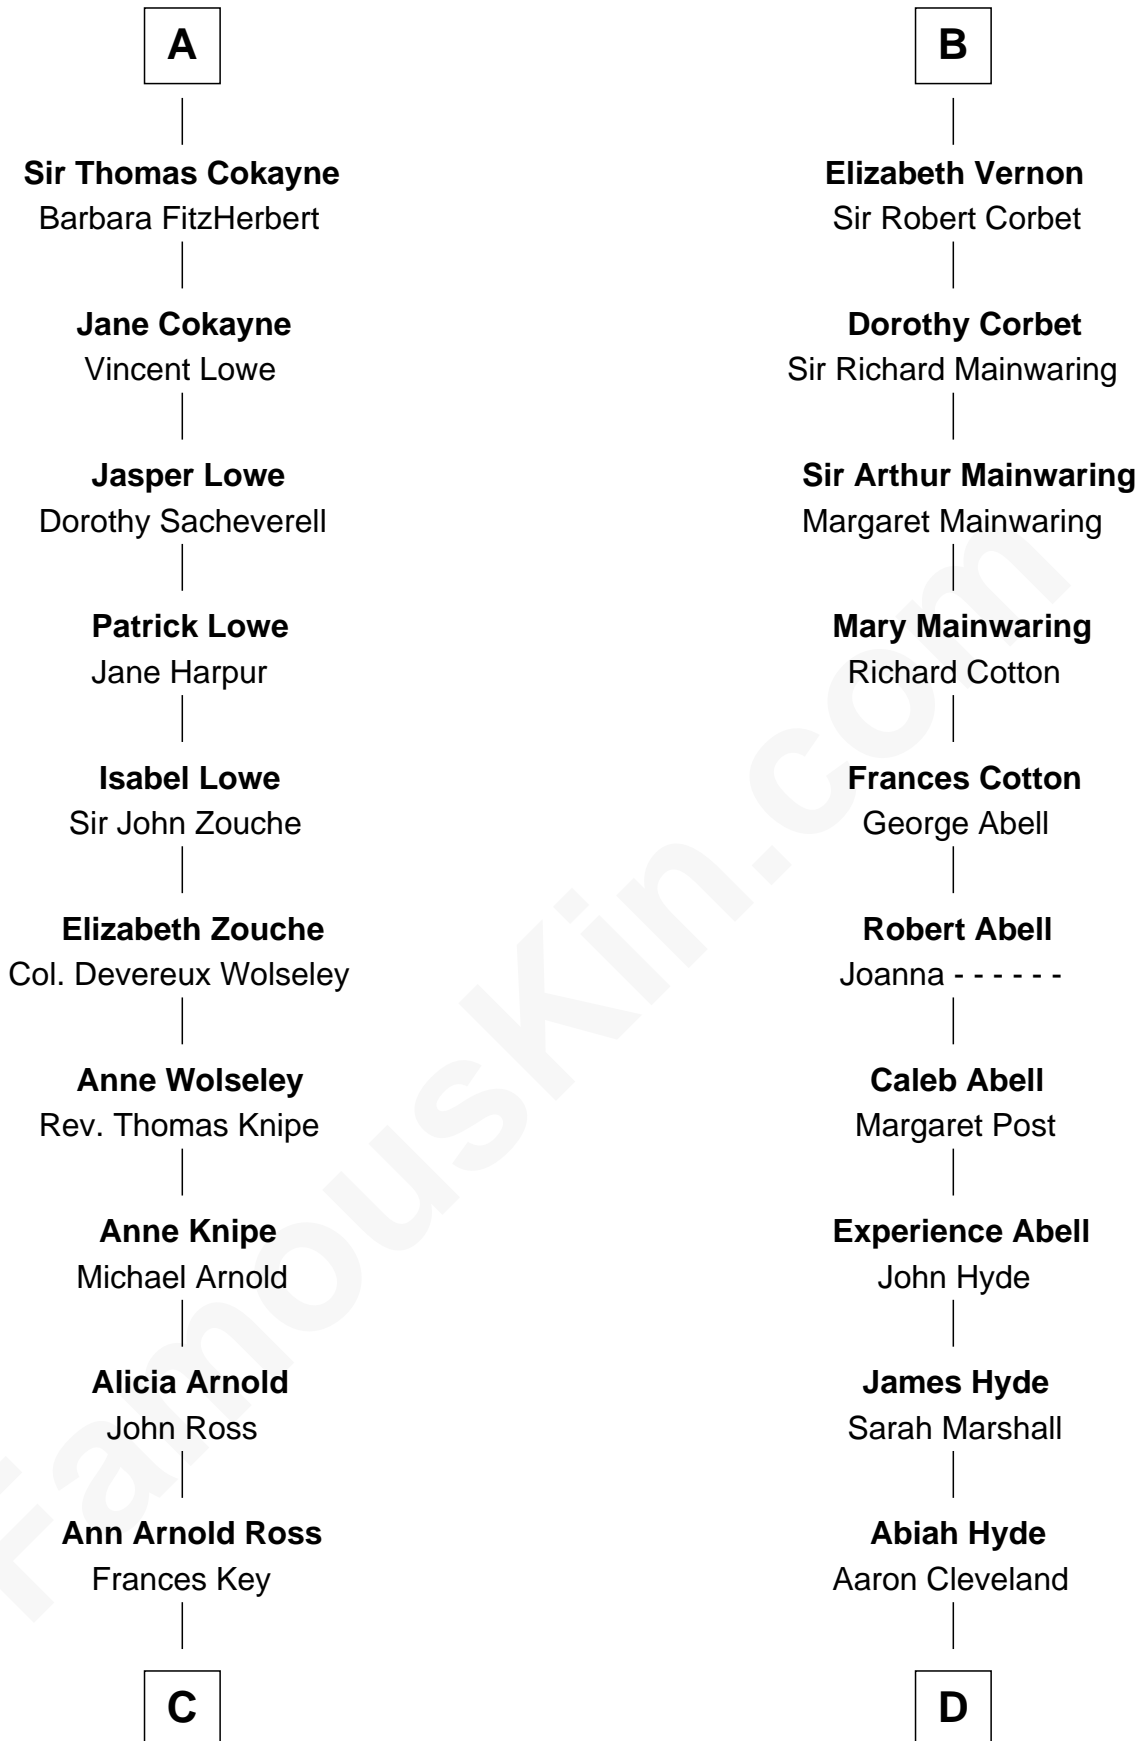 A
Sir Thomas Cokayne
Barbara FitzHerbert
Jane Cokayne
Vincent Lowe
Jasper Lowe
Dorothy Sacheverell
Patrick Lowe
Jane Harpur
Isabel Lowe
Sir John Zouche
Elizabeth Zouche
Col. Devereux Wolseley
Anne Wolseley
Rev. Thomas Knipe
Anne Knipe
Michael Arnold
Alicia Arnold
John Ross
Ann Arnold Ross
Frances Key
C
B
Elizabeth Vernon
Sir Robert Corbet
Dorothy Corbet
Sir Richard Mainwaring
Sir Arthur Mainwaring
Margaret Mainwaring
Mary Mainwaring
Richard Cotton
Frances Cotton
George Abell
Robert Abell
Joanna - - - - - -
Caleb Abell
Margaret Post
Experience Abell
John Hyde
James Hyde
Sarah Marshall
Abiah Hyde
Aaron Cleveland
D
FamousKin.com